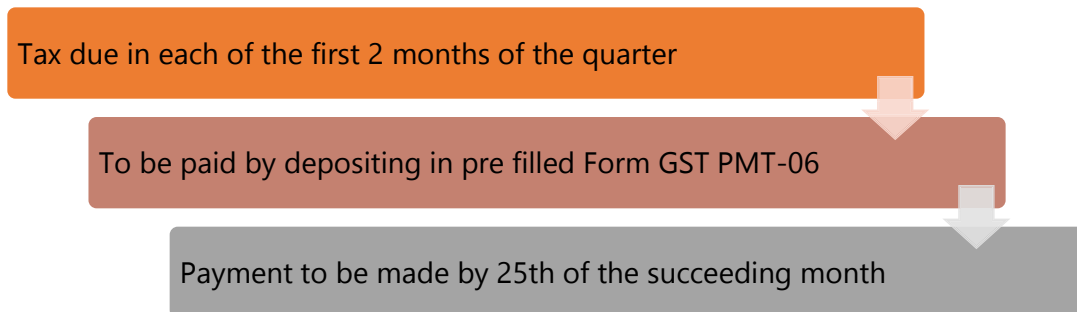 Tax due in each of the first 2 months of the quarter
To be paid by depositing in pre filled Form GST PMT-06
Payment to be made by 25th of the succeeding month